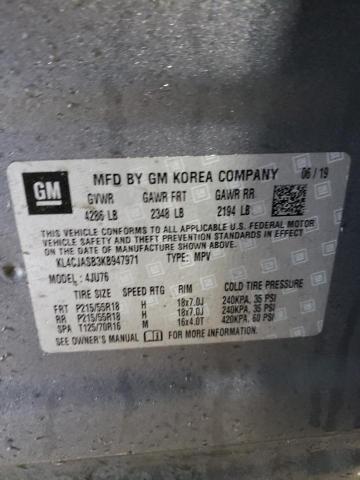 GM
MFD BY GM KOREA COMPANY 06/19
GVWR GAWR FRT GAWR RR
4286 LB 2348 LB 2194 LB
THIS VEHICLE CONFORMS TO ALL APPLICABLE U.S. FEDERAL MOTOR
VEHICLE SAFETY AND THEFT PREVENTION STANDARDS IN EFFECT ON
THE DATE OF MANUFACTURE SHOWN ABOVE.
KL4CJASB3KB947971 TYPE: MPV
4JU76
TIRE SIZE SPEED RTG RIM COLD TIRE PRESSURE
FRT P215/55R18 H 18x7.0J 240KPA, 35 PSI
RR P215/55R18 H 18x7.0J 240KPA, 35 PSI
SPA T125/70R16 M 16x4.0T 420KPA, 60 PSI
SEE OWNER'S MANUAL FOR MORE INFORMATION.